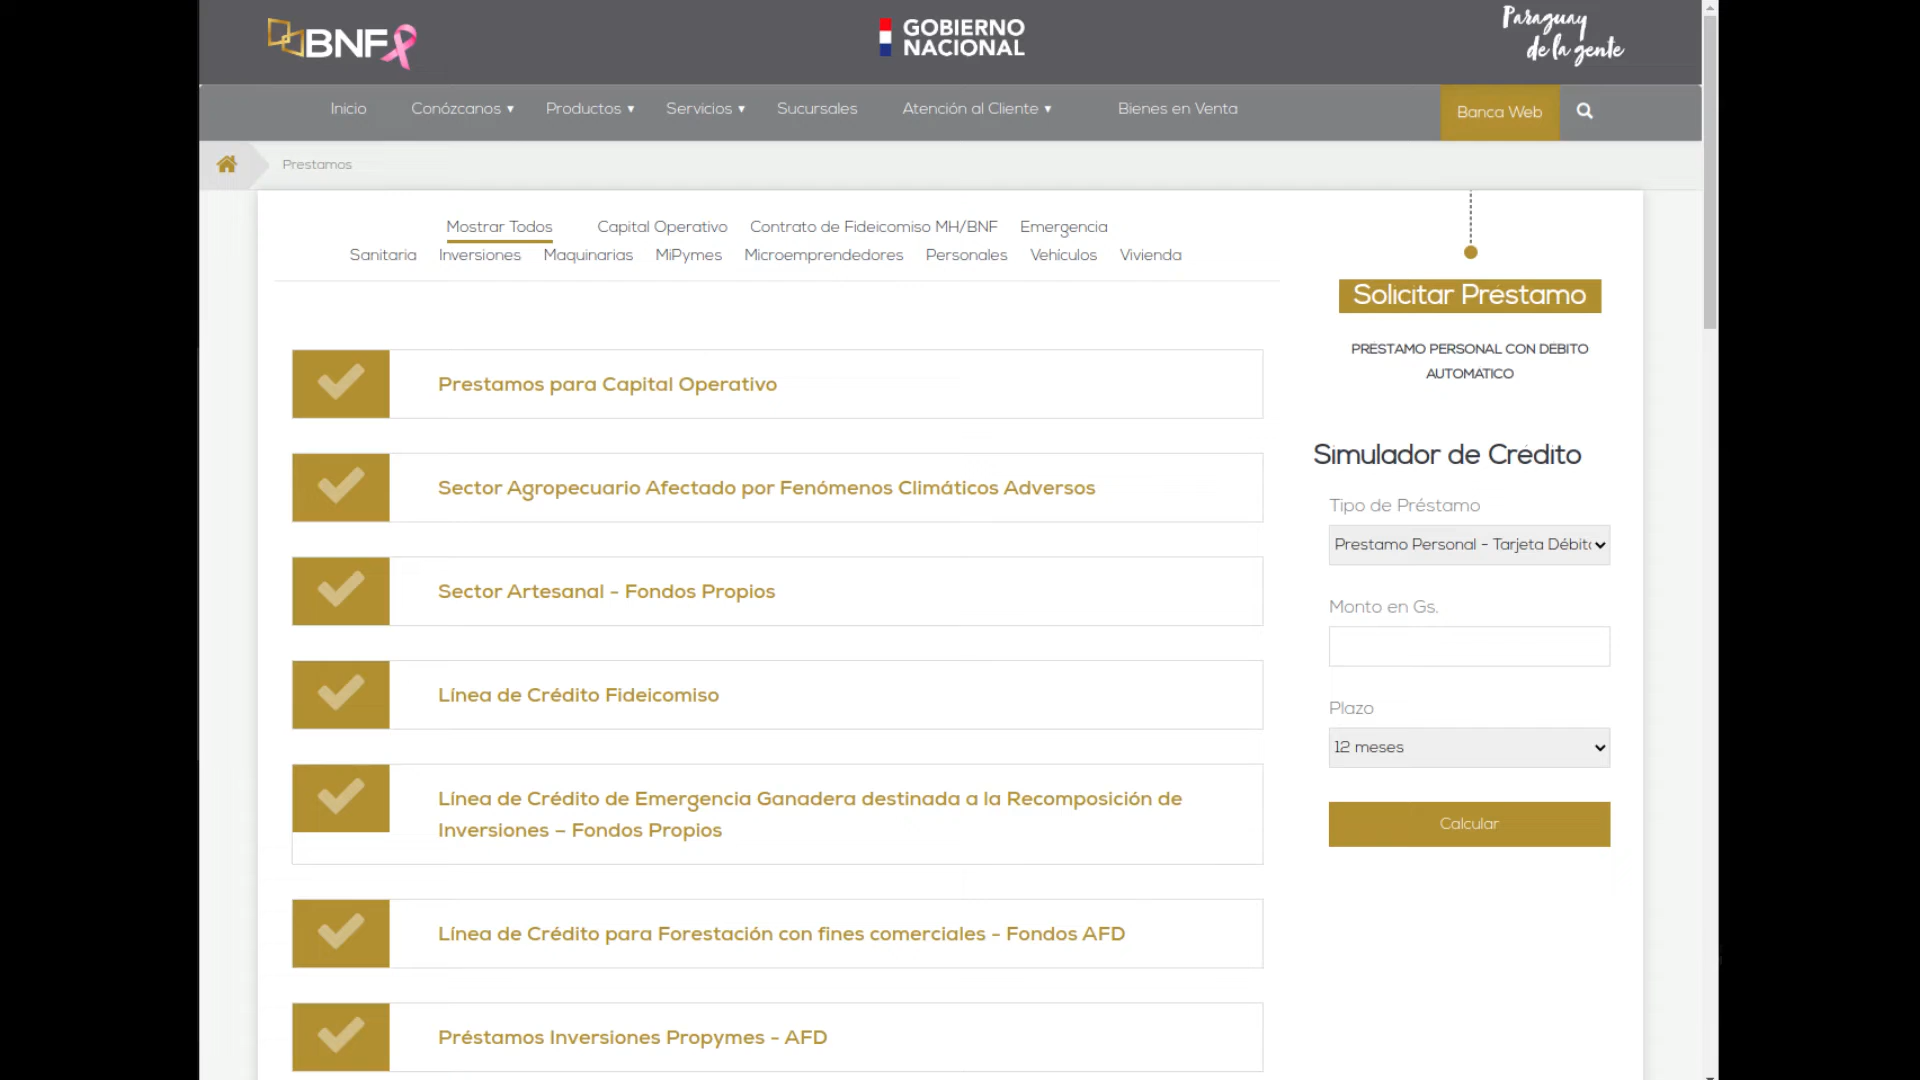 BNF
GOBIERNO
NACIONAL
Paraguay
de la gente
Inicio
Conózcanos ▾
Productos ▾
Servicios ▾
Sucursales
Atención al Cliente ▾
Bienes en Venta
Banca Web
Prestamos
Mostrar Todos Capital Operativo Contrato de Fideicomiso MH/BNF Emergencia
Sanitaria Inversiones Maquinarias MiPymes Microemprendedores Personales Vehiculos Vivienda
Prestamos para Capital Operativo
Sector Agropecuario Afectado por Fenómenos Climáticos Adversos
Sector Artesanal - Fondos Propios
Línea de Crédito Fideicomiso
Línea de Crédito de Emergencia Ganadera destinada a la Recomposición de
Inversiones – Fondos Propios
Línea de Crédito para Forestación con fines comerciales - Fondos AFD
Préstamos Inversiones Propymes - AFD
Solicitar Préstamo
PRESTAMO PERSONAL CON DEBITO
AUTOMATICO
Simulador de Crédito
Tipo de Préstamo
Prestamo Personal - Tarjeta Débito
Monto en Gs.
Plazo
12 meses
Calcular